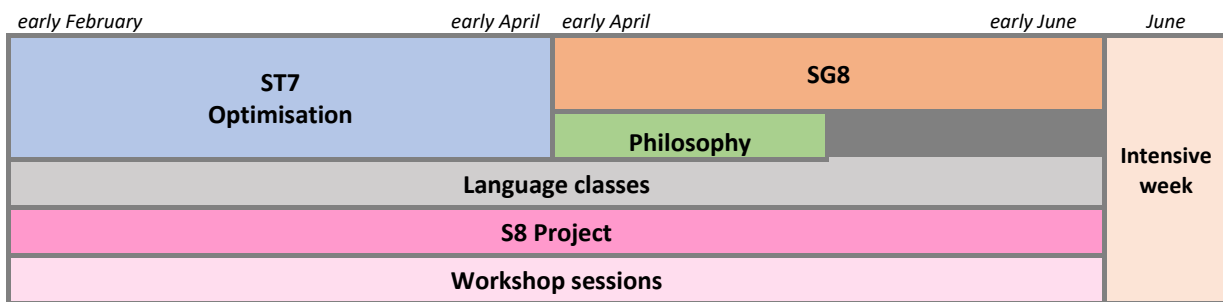 early February
early April
early April
early June
June
ST7
Optimisation
SG8
Philosophy
Intensive
week
Language classes
S8 Project
Workshop sessions